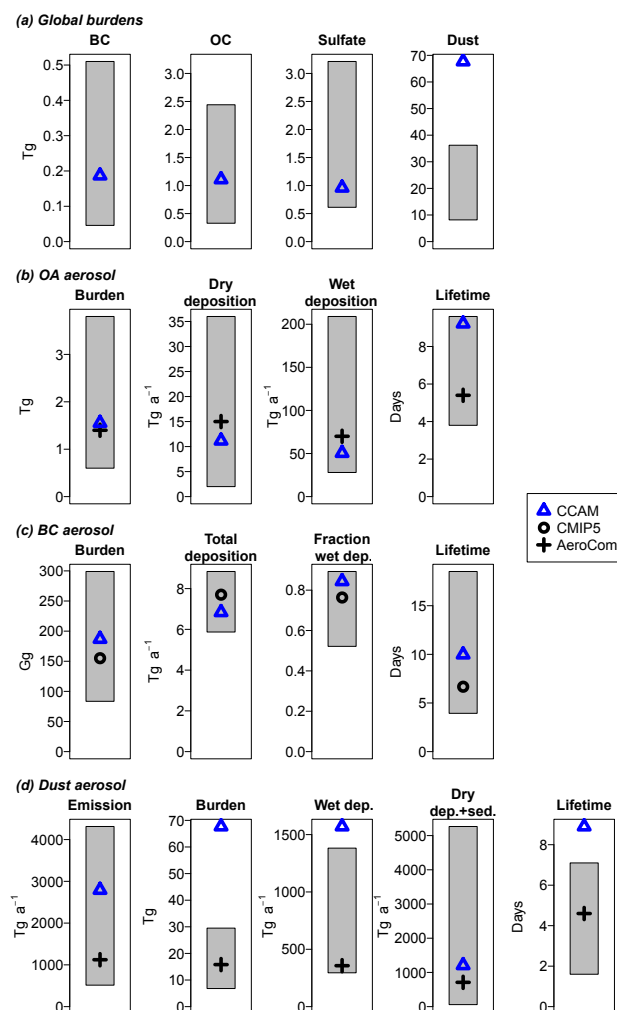 (a) Global burdens
BC OC Sulfate Dust
Tg
0.0 0.1 0.2 0.3 0.4 0.5
0.0 0.5 1.0 1.5 2.0 2.5 3.0
0.0 0.5 1.0 1.5 2.0 2.5 3.0
0 10 20 30 40 50 60 70
(b) OA aerosol
Burden
Dry deposition
Wet deposition
Lifetime
Tg
0 1 2 3
Tg a⁻¹
0 5 10 15 20 25 30 35
Tg a⁻¹
0 50 100 150 200
Days
0 2 4 6 8
CCAM
CMIP5
AeroCom
(c) BC aerosol
Burden
Total deposition
Fraction wet dep.
Lifetime
Gg
0 50 100 150 200 250 300
Tg a⁻¹
0 2 4 6 8
0.0 0.2 0.4 0.6 0.8
Days
0 5 10 15
(d) Dust aerosol
Emission
Burden
Wet dep.
Dry dep.+sed.
Lifetime
Tg a⁻¹
0 1000 2000 3000 4000
Tg
0 10 20 30 40 50 60 70
Tg a⁻¹
0 500 1000 1500
Tg a⁻¹
0 1000 2000 3000 4000 5000
Days
0 2 4 6 8